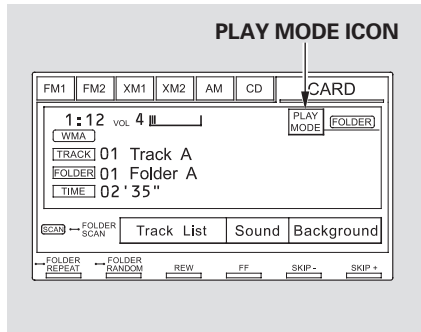 PLAY MODE ICON
FM1 FM2 XM1 XM2 AM CD CARD
1:12 VOL 4 PLAY MODE FOLDER
WMA
TRACK 01 Track A
FOLDER 01 Folder A
TIME 02'35"
SCAN FOLDER SCAN Track List Sound Background
FOLDER REPEAT FOLDER RANDOM REW FF SKIP - SKIP +